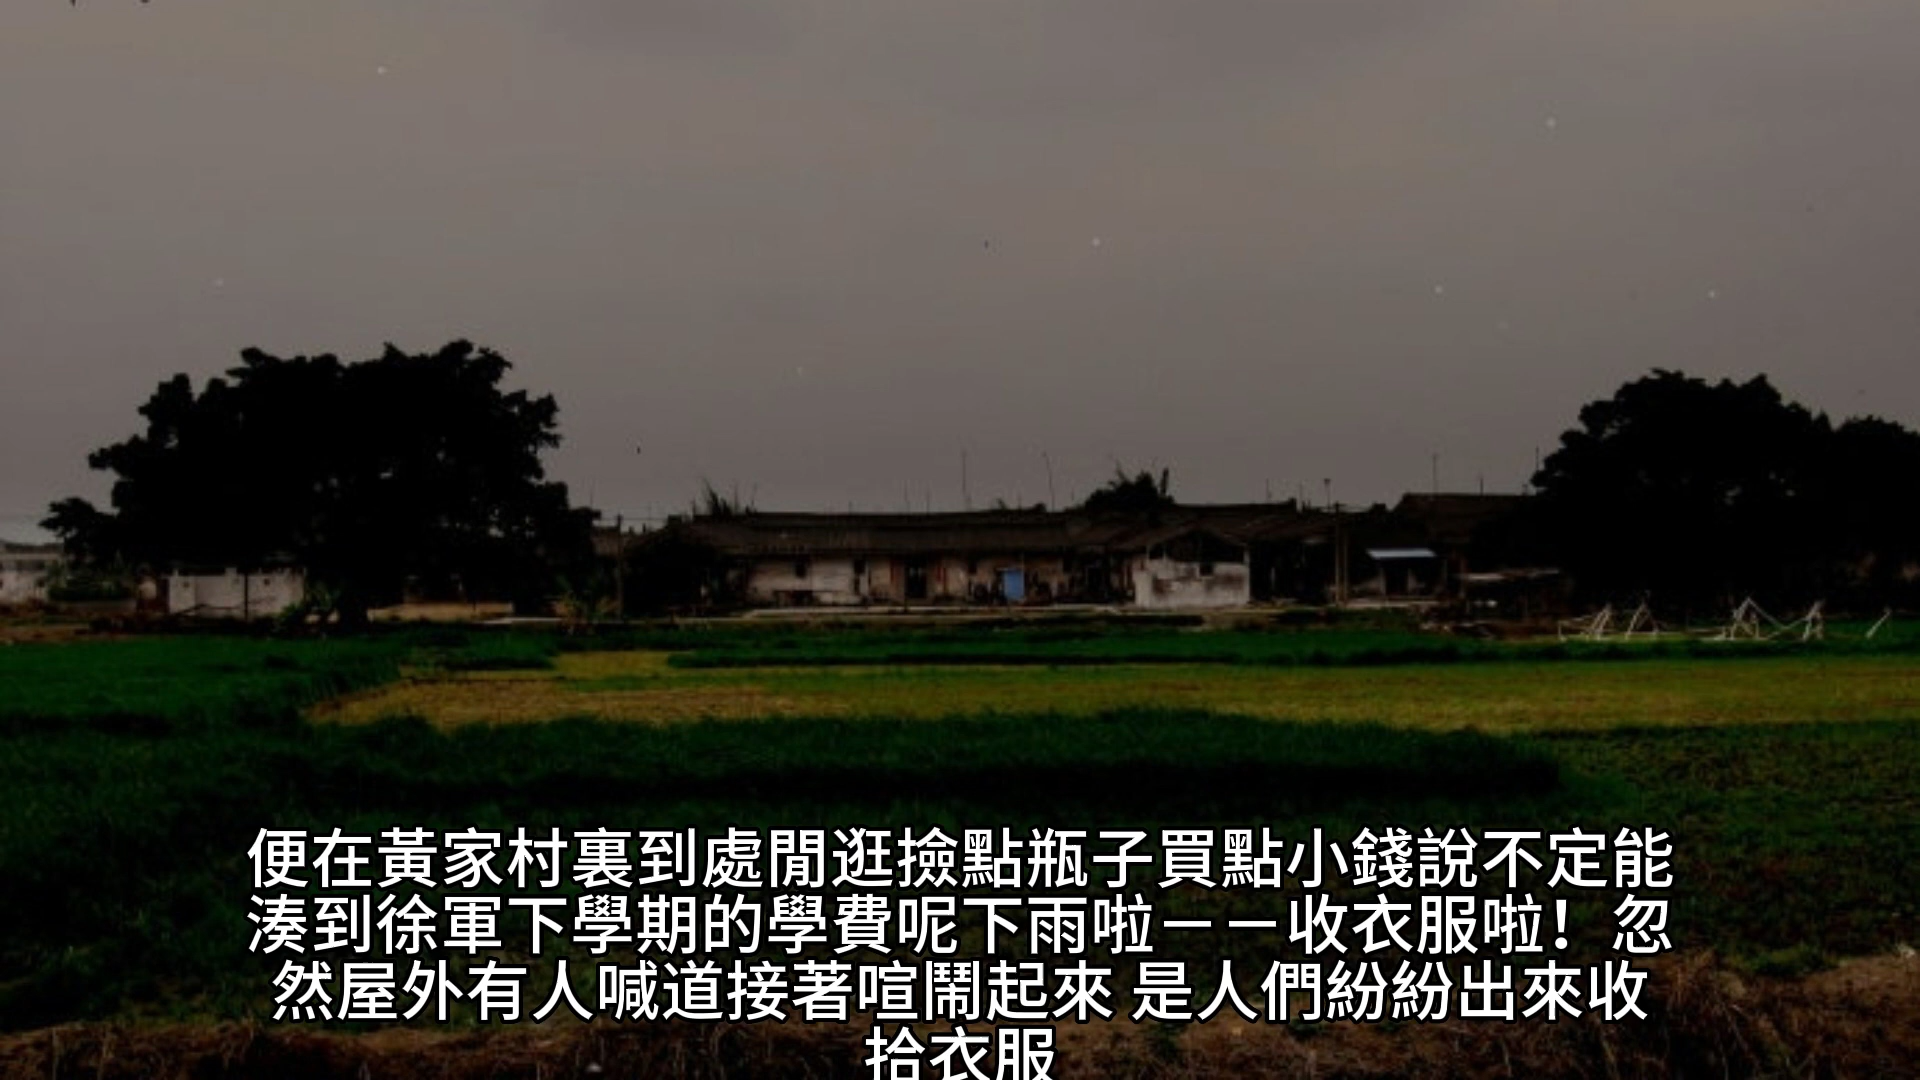 便在黃家村裏到處閒逛撿點瓶子買點小錢說不定能
湊到徐軍下學期的學費呢下雨啦－－收衣服啦！忽
然屋外有人喊道接著喧鬧起來 是人們紛紛出來收
拾衣服